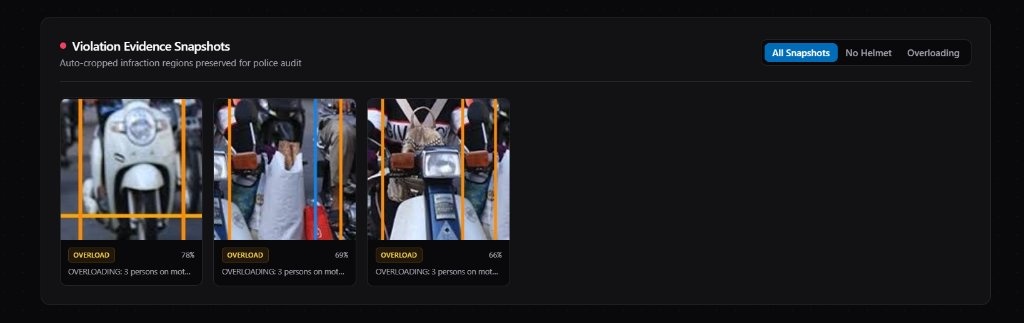 Violation Evidence Snapshots
Auto-cropped infraction regions preserved for police audit
All Snapshots No Helmet Overloading
OVERLOAD 78%
OVERLOADING: 3 persons on mot...
OVERLOAD 69%
OVERLOADING: 3 persons on mot...
OVERLOAD 66%
OVERLOADING: 3 persons on mot...